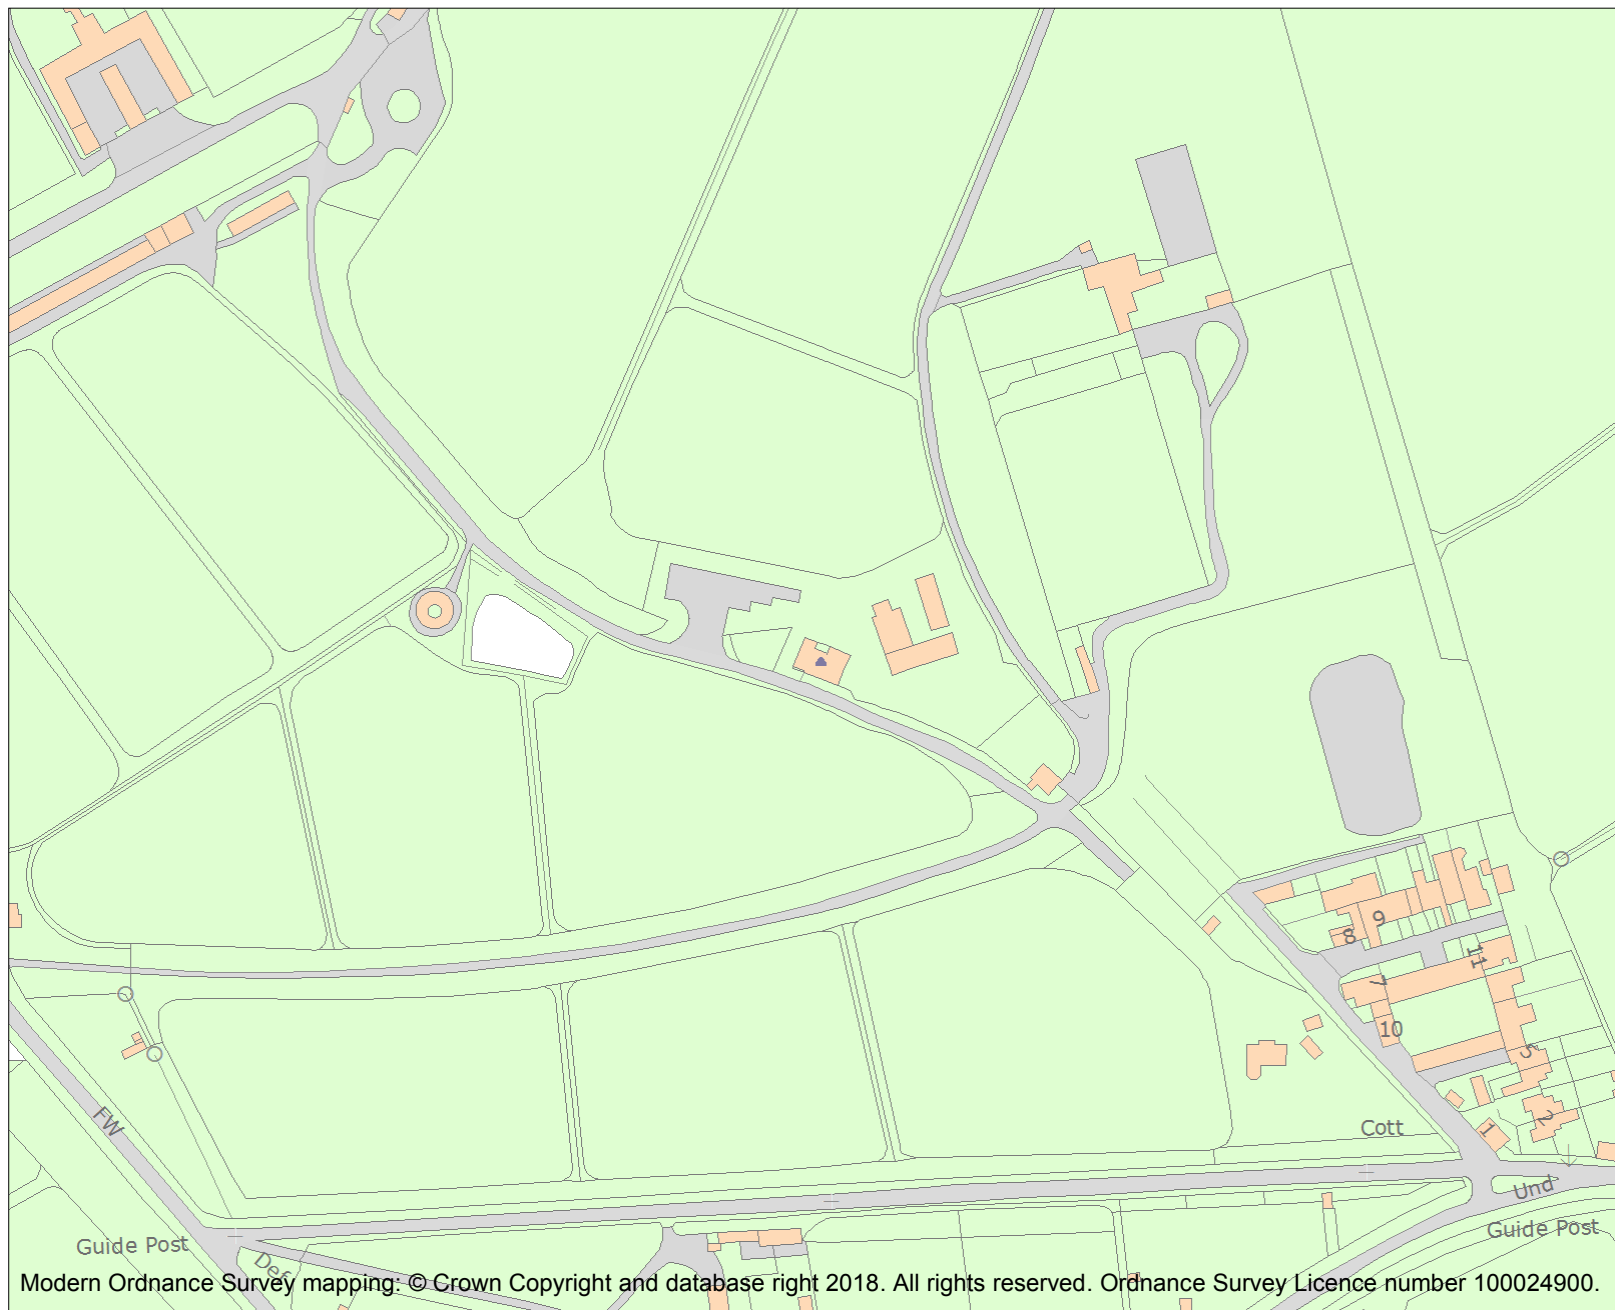 9
8
11
7
10
5
FW
Cott
1
2
Und
Guide Post
Guide Post
Def
Modern Ordnance Survey mapping: © Crown Copyright and database right 2018. All rights reserved. Ordnance Survey Licence number 100024900.